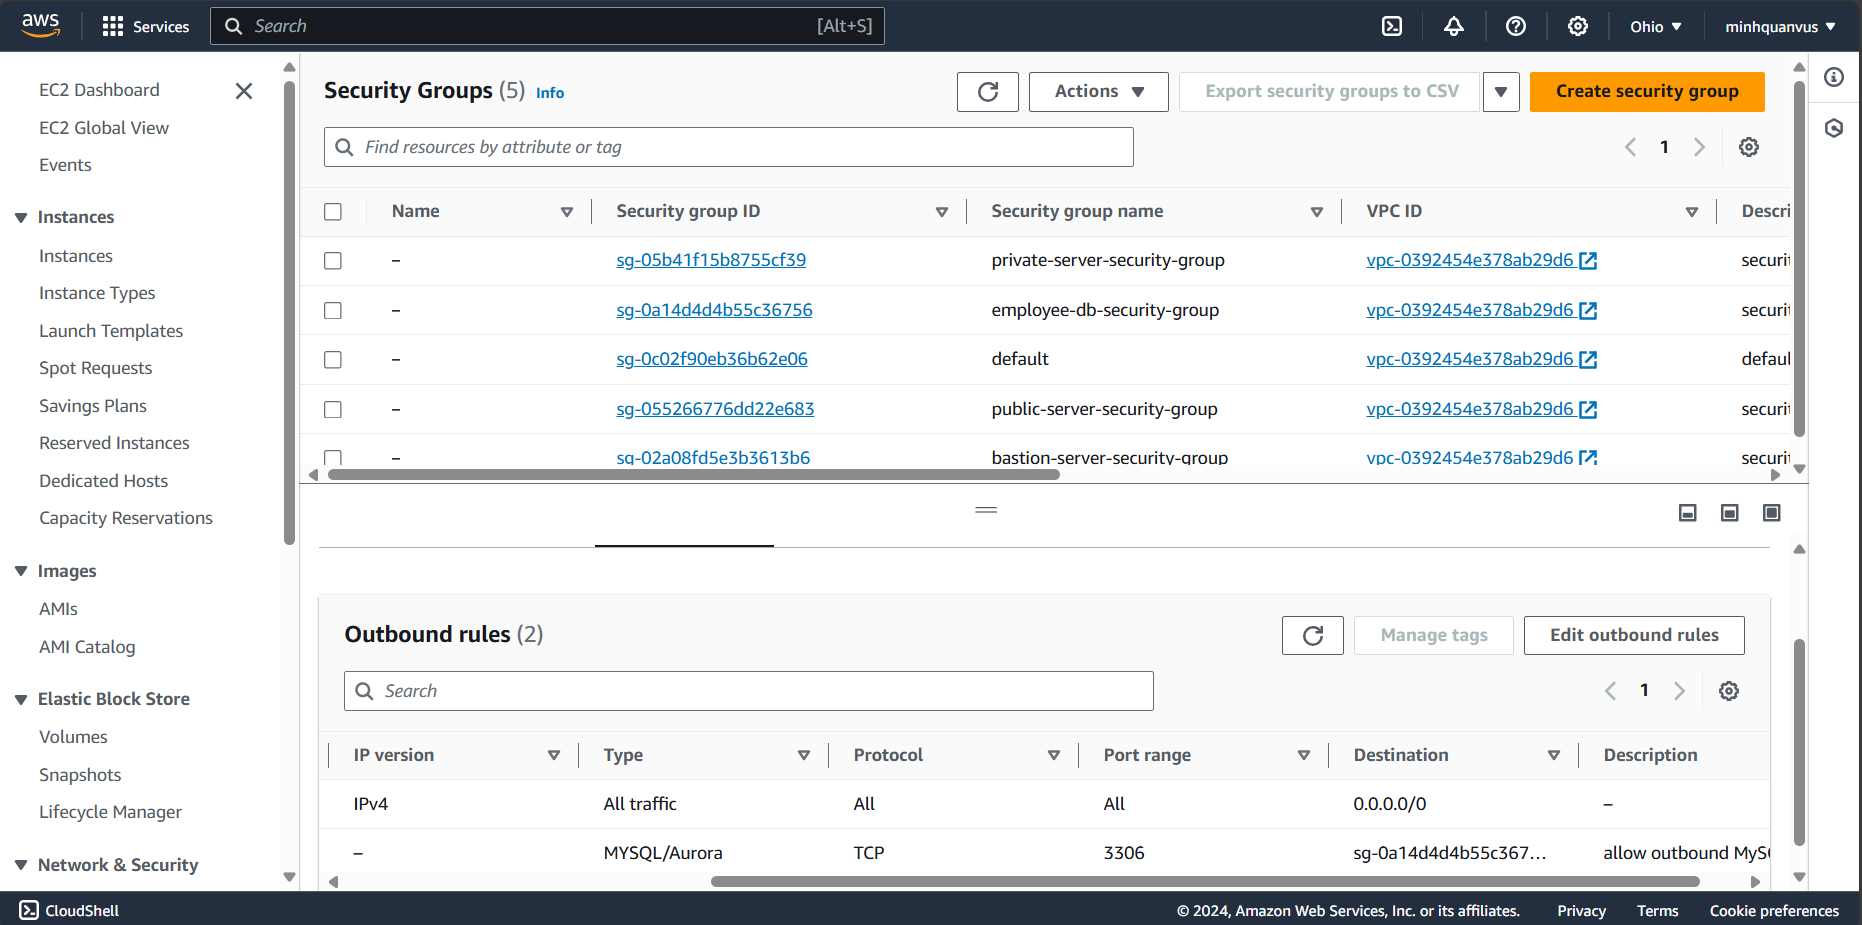 aws Services Search [Alt+S] Ohio minhquanvus
EC2 Dashboard
EC2 Global View
Events
Instances
Instances
Instance Types
Launch Templates
Spot Requests
Savings Plans
Reserved Instances
Dedicated Hosts
Capacity Reservations
Images
AMIs
AMI Catalog
Elastic Block Store
Volumes
Snapshots
Lifecycle Manager
Network & Security
Security Groups (5) Info Actions Export security groups to CSV Create security group
Find resources by attribute or tag 1
Name Security group ID Security group name VPC ID Descri
– sg-05b41f15b8755cf39 private-server-security-group vpc-0392454e378ab29d6 securit
– sg-0a14d4d4b55c36756 employee-db-security-group vpc-0392454e378ab29d6 securit
– sg-0c02f90eb36b62e06 default vpc-0392454e378ab29d6 defaul
– sg-055266776dd22e683 public-server-security-group vpc-0392454e378ab29d6 securit
– sg-02a08fd5e3b3613b6 bastion-server-security-group vpc-0392454e378ab29d6 securit
Outbound rules (2) Manage tags Edit outbound rules
Search 1
IP version Type Protocol Port range Destination Description
IPv4 All traffic All All 0.0.0.0/0 –
– MYSQL/Aurora TCP 3306 sg-0a14d4d4b55c367... allow outbound MySQ
CloudShell © 2024, Amazon Web Services, Inc. or its affiliates. Privacy Terms Cookie preferences